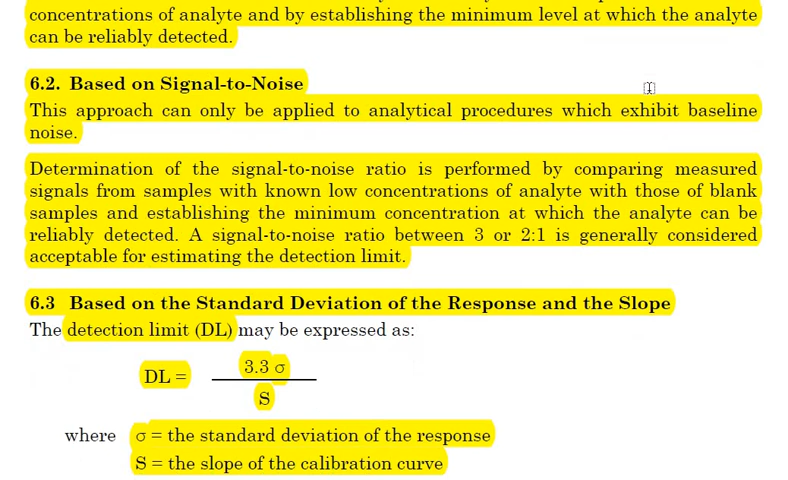 concentrations of analyte and by establishing the minimum level at which the analyte
can be reliably detected.
6.2. Based on Signal-to-Noise
This approach can only be applied to analytical procedures which exhibit baseline
noise.
Determination of the signal-to-noise ratio is performed by comparing measured
signals from samples with known low concentrations of analyte with those of blank
samples and establishing the minimum concentration at which the analyte can be
reliably detected. A signal-to-noise ratio between 3 or 2:1 is generally considered
acceptable for estimating the detection limit.
6.3 Based on the Standard Deviation of the Response and the Slope
The detection limit (DL) may be expressed as:
3.3 σ
DL =
S
where σ = the standard deviation of the response
S = the slope of the calibration curve